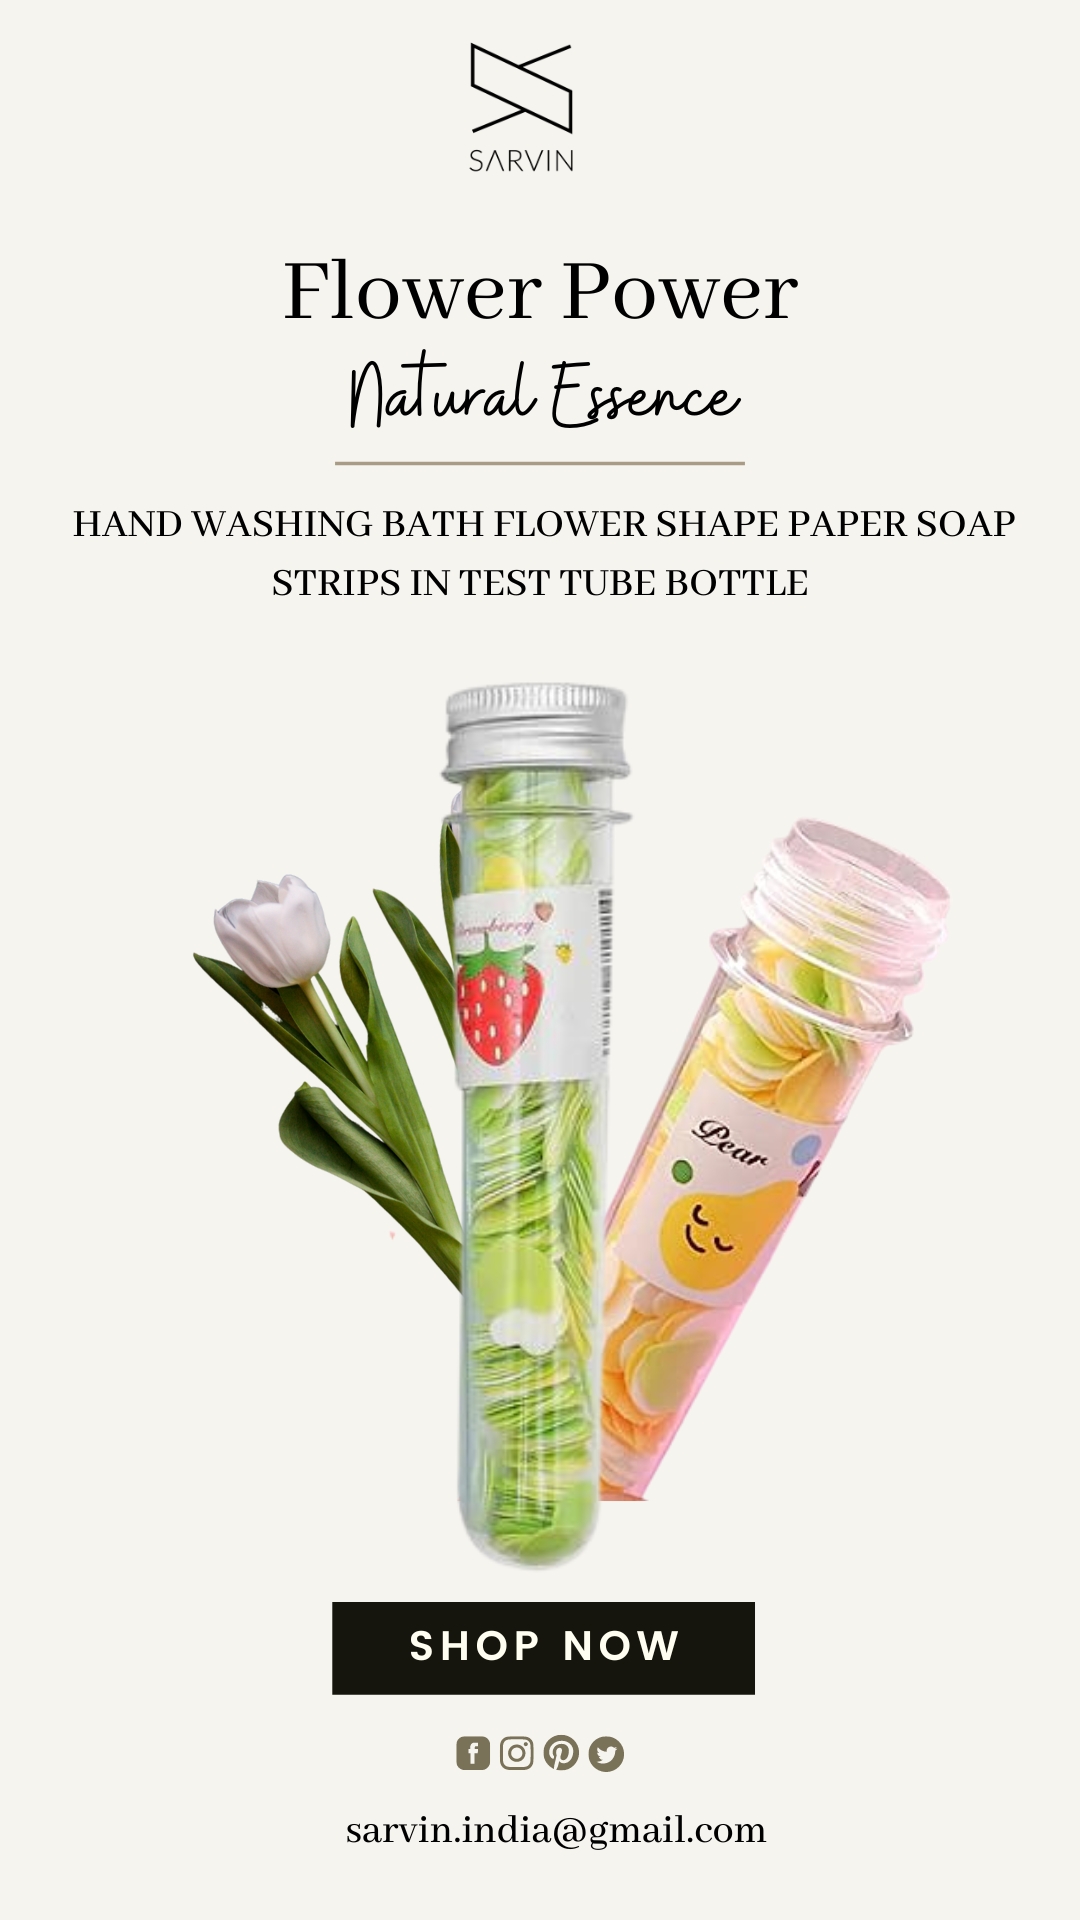 SARVIN
Flower Power
Natural Essence
HAND WASHING BATH FLOWER SHAPE PAPER SOAP
STRIPS IN TEST TUBE BOTTLE
Pear
SHOP NOW
sarvin.india@gmail.com